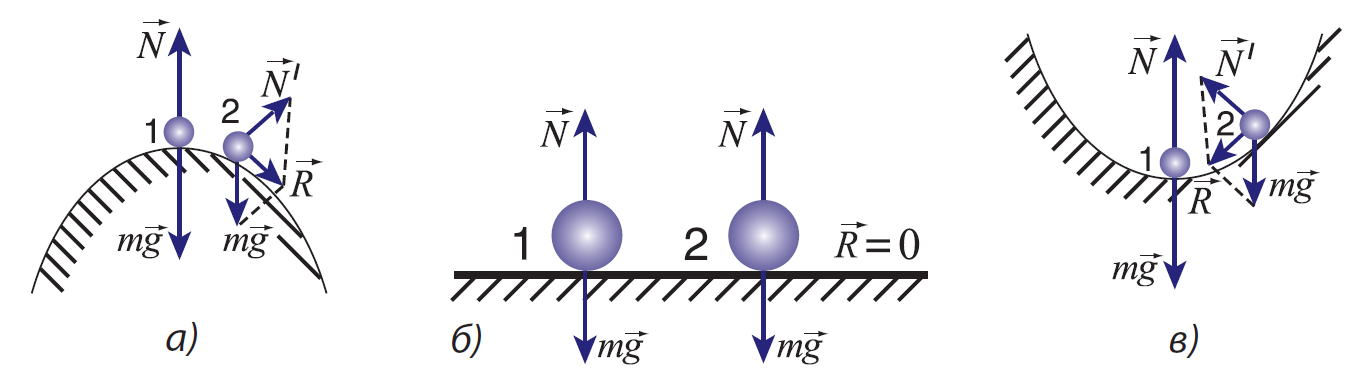 N⃗
1
2
N⃗′
R⃗
mg⃗
mg⃗
а)
N⃗
N⃗
1
2
R⃗ = 0
mg⃗
mg⃗
б)
N⃗
N⃗′
1
2
R⃗
mg⃗
mg⃗
в)